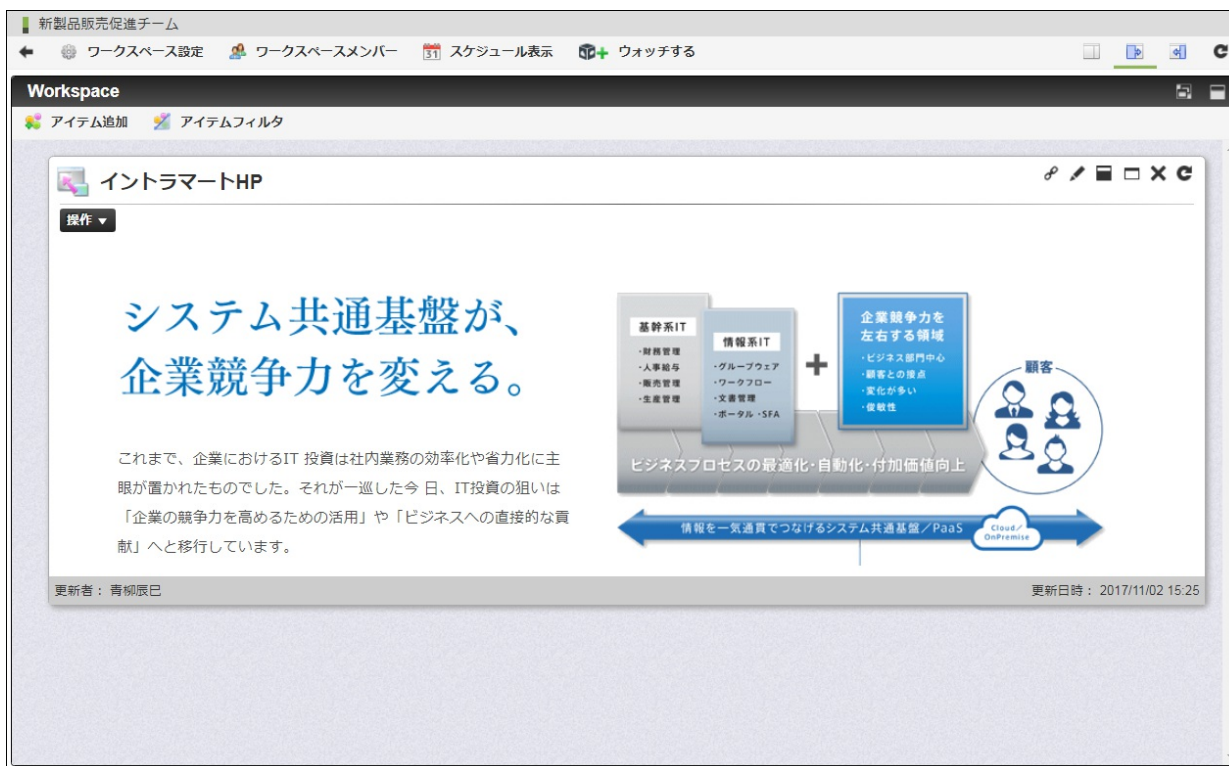 新製品販売促進チーム
ワークスペース設定 ワークスペースメンバー 31 スケジュール表示 ウォッチする
Workspace
アイテム追加 アイテムフィルタ
イントラマートHP
操作 ▼
システム共通基盤が、
企業競争力を変える。
これまで、企業におけるIT 投資は社内業務の効率化や省力化に主
眼が置かれたものでした。それが一巡した今 日、IT投資の狙いは
「企業の競争力を高めるための活用」や「ビジネスへの直接的な貢
献」へと移行しています。
基幹系IT
・財務管理
・人事給与
・販売管理
・生産管理
情報系IT
・グループウェア
・ワークフロー
・文書管理
・ポータル・SFA
+
企業競争力を
左右する領域
・ビジネス部門中心
・顧客との接点
・変化が多い
・俊敏性
顧客
ビジネスプロセスの最適化・自動化・付加価値向上
情報を一気通貫でつなげるシステム共通基盤／PaaS
Cloud／
OnPremise
更新者： 青柳辰巳
更新日時： 2017/11/02 15:25